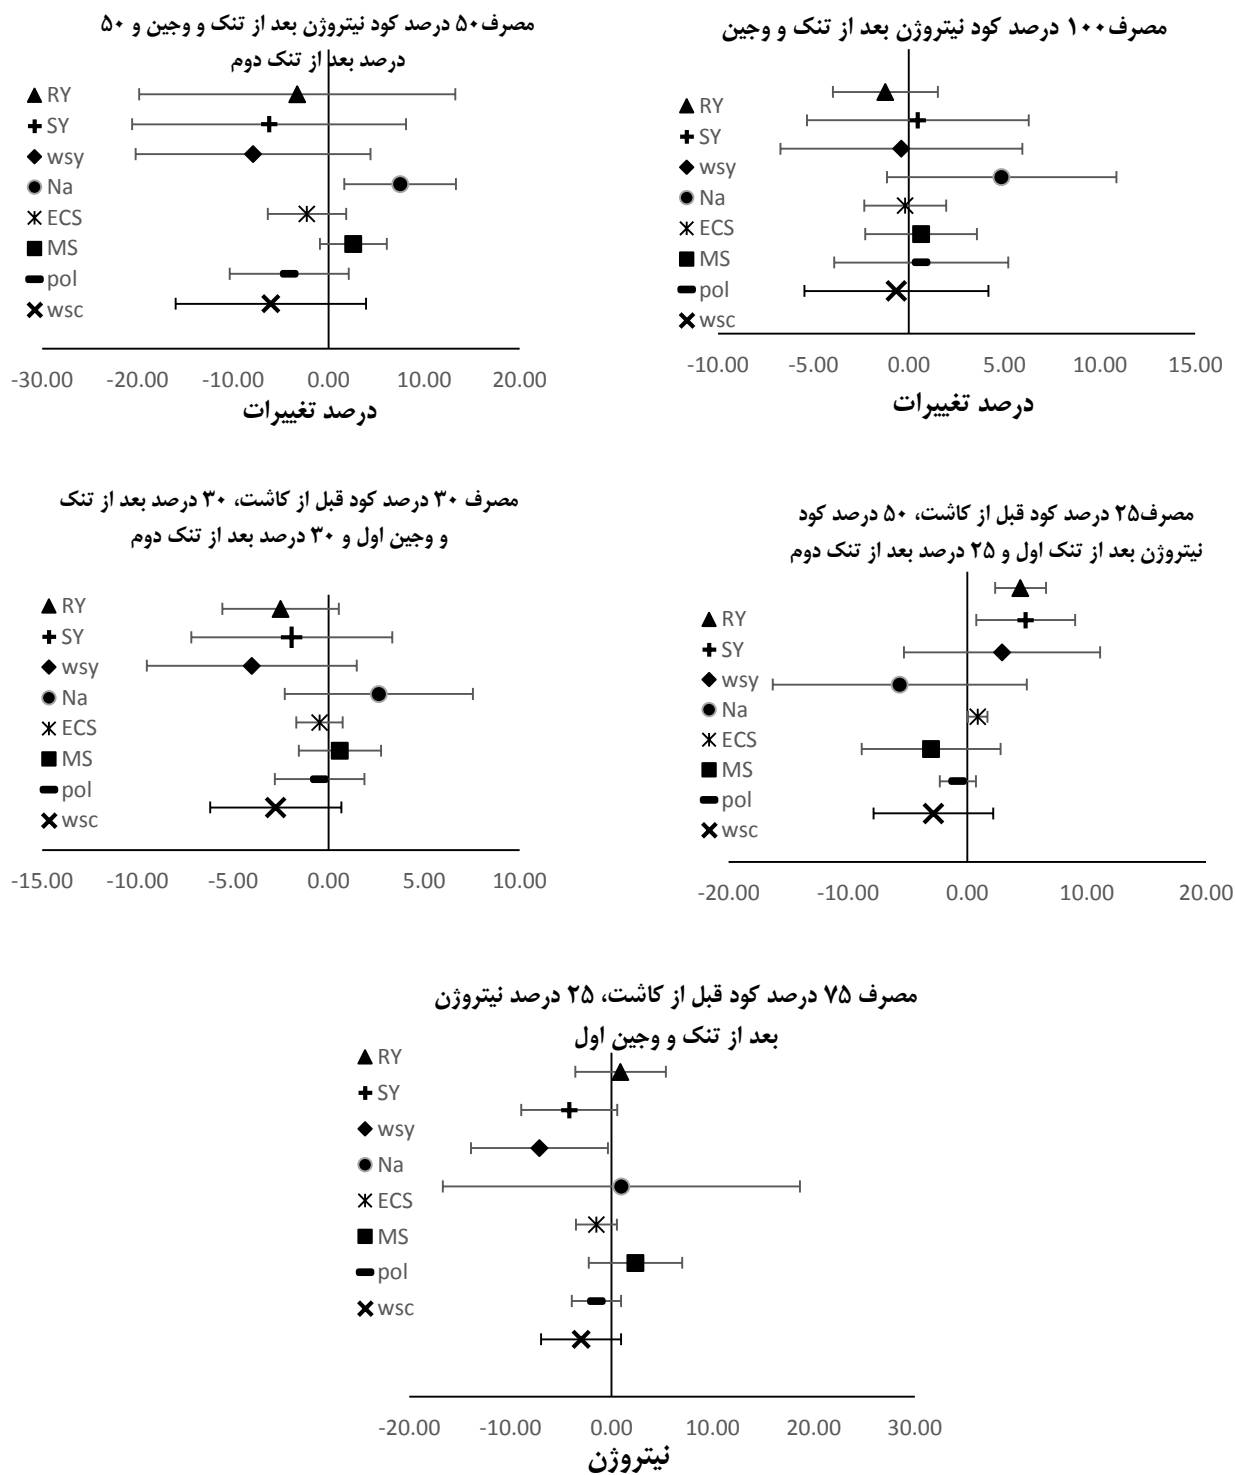 مصرف۵۰ درصد کود نیتروژن بعد از تنک و وجین و ۵۰
درصد بعد از تنک دوم
RY
SY
wsy
Na
ECS
MS
pol
wsc
-30.00 -20.00 -10.00 0.00 10.00 20.00
درصد تغییرات
مصرف۱۰۰ درصد کود نیتروژن بعد از تنک و وجین
RY
SY
wsy
Na
ECS
MS
pol
wsc
-10.00 -5.00 0.00 5.00 10.00 15.00
درصد تغییرات
مصرف ۳۰ درصد کود قبل از کاشت، ۳۰ درصد بعد از تنک
و وجین اول و ۳۰ درصد بعد از تنک دوم
RY
SY
wsy
Na
ECS
MS
pol
wsc
-15.00 -10.00 -5.00 0.00 5.00 10.00
مصرف۲۵ درصد کود قبل از کاشت، ۵۰ درصد کود
نیتروژن بعد از تنک اول و ۲۵ درصد بعد از تنک دوم
RY
SY
wsy
Na
ECS
MS
pol
wsc
-20.00 -10.00 0.00 10.00 20.00
مصرف ۷۵ درصد کود قبل از کاشت، ۲۵ درصد نیتروژن
بعد از تنک و وجین اول
RY
SY
wsy
Na
ECS
MS
pol
wsc
-20.00 -10.00 0.00 10.00 20.00 30.00
نیتروژن